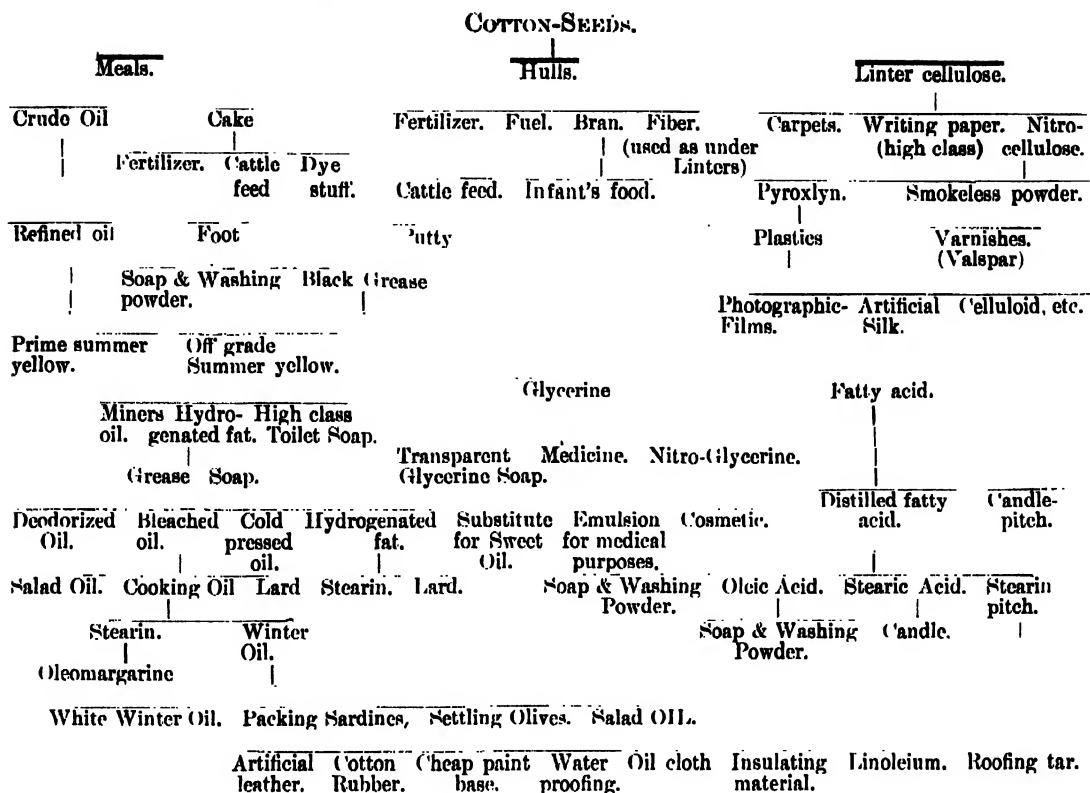 COTTON-SEEDS.
Meals. Hulls. Linter cellulose.
Crude Oil Cake Fertilizer. Fuel. Bran. Fiber. Carpets. Writing paper. Nitro-
(used as under (high class) cellulose.
Fertilizer. Cattle Dye Linters)
feed stuff. Cattle feed. Infant's food. Pyroxlyn. Smokeless powder.
Refined oil Foot Putty Plastics Varnishes.
(Valspar)
Soap & Washing Black Grease
powder.
Photographic- Artificial Celluloid, etc.
Films. Silk.
Prime summer Off grade
yellow. Summer yellow.
Glycerine Fatty acid.
Miners Hydro- High class
oil. genated fat. Toilet Soap.
Transparent Medicine. Nitro-Glycerine.
Grease Soap. Glycerine Soap.
Distilled fatty Candle-
acid. pitch.
Deodorized Bleached Cold Hydrogenated Substitute Emulsion Cosmetic.
Oil. oil. pressed fat. for Sweet for medical
oil. Oil. purposes.
Salad Oil. Cooking Oil Lard Stearin. Lard. Soap & Washing Oleic Acid. Stearic Acid. Stearin
Powder. pitch.
Stearin. Winter Soap & Washing Candle.
Oil. Powder.
Oleomargarine
White Winter Oil. Packing Sardines, Settling Olives. Salad OIL.
Artificial Cotton Cheap paint Water Oil cloth Insulating Linoleium. Roofing tar.
leather. Rubber. base. proofing. material.